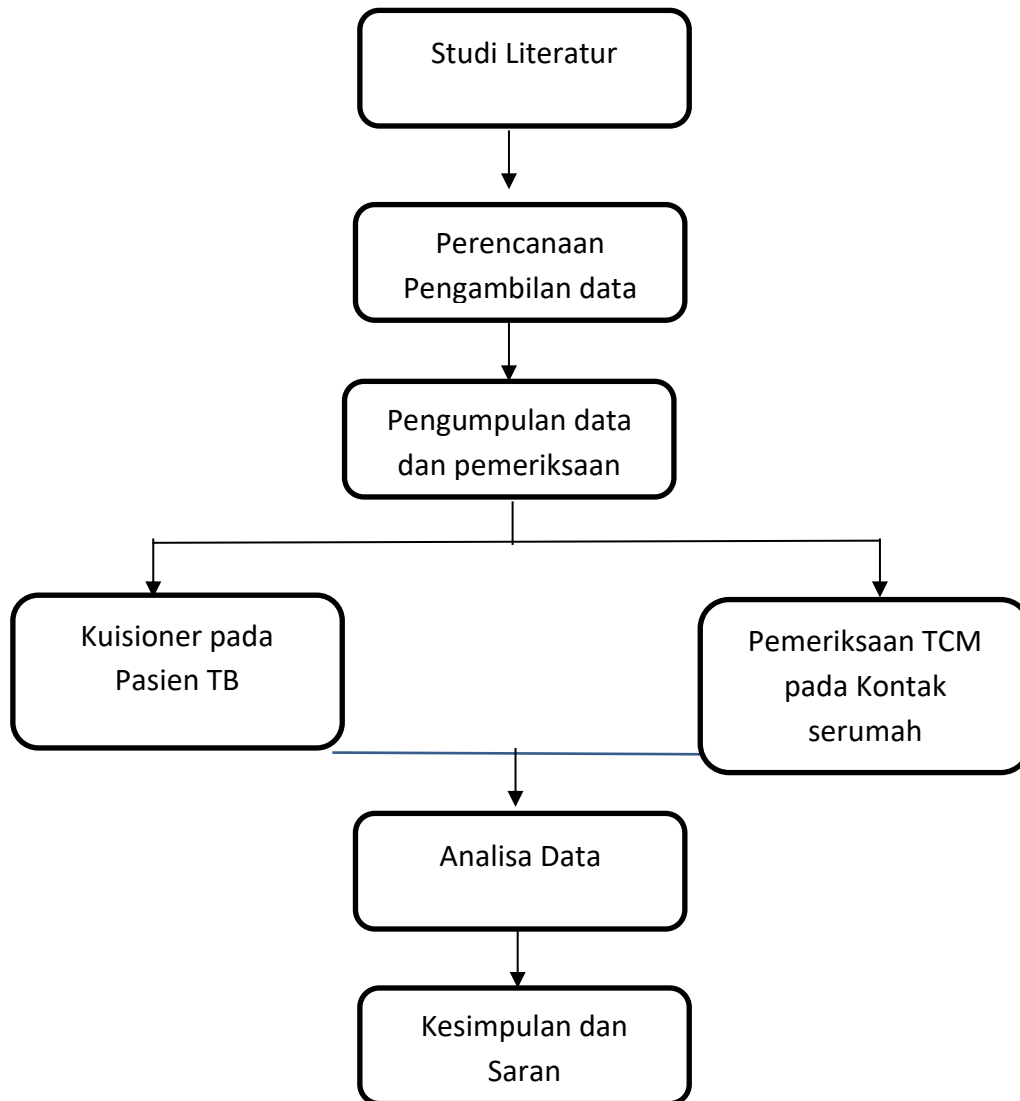 Studi Literatur
Perencanaan
Pengambilan data
Pengumpulan data
dan pemeriksaan
Kuisioner pada
Pasien TB
Pemeriksaan TCM
pada Kontak
serumah
Analisa Data
Kesimpulan dan
Saran